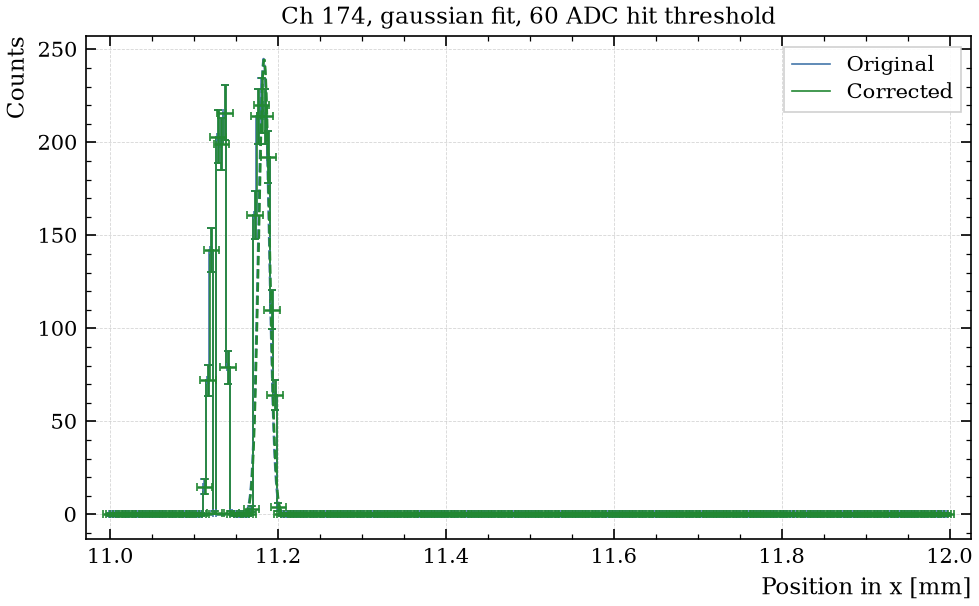 Ch 174, gaussian fit, 60 ADC hit threshold
Counts
250
200
150
100
50
0
Original
Corrected
11.0
11.2
11.4
11.6
11.8
12.0
Position in x [mm]